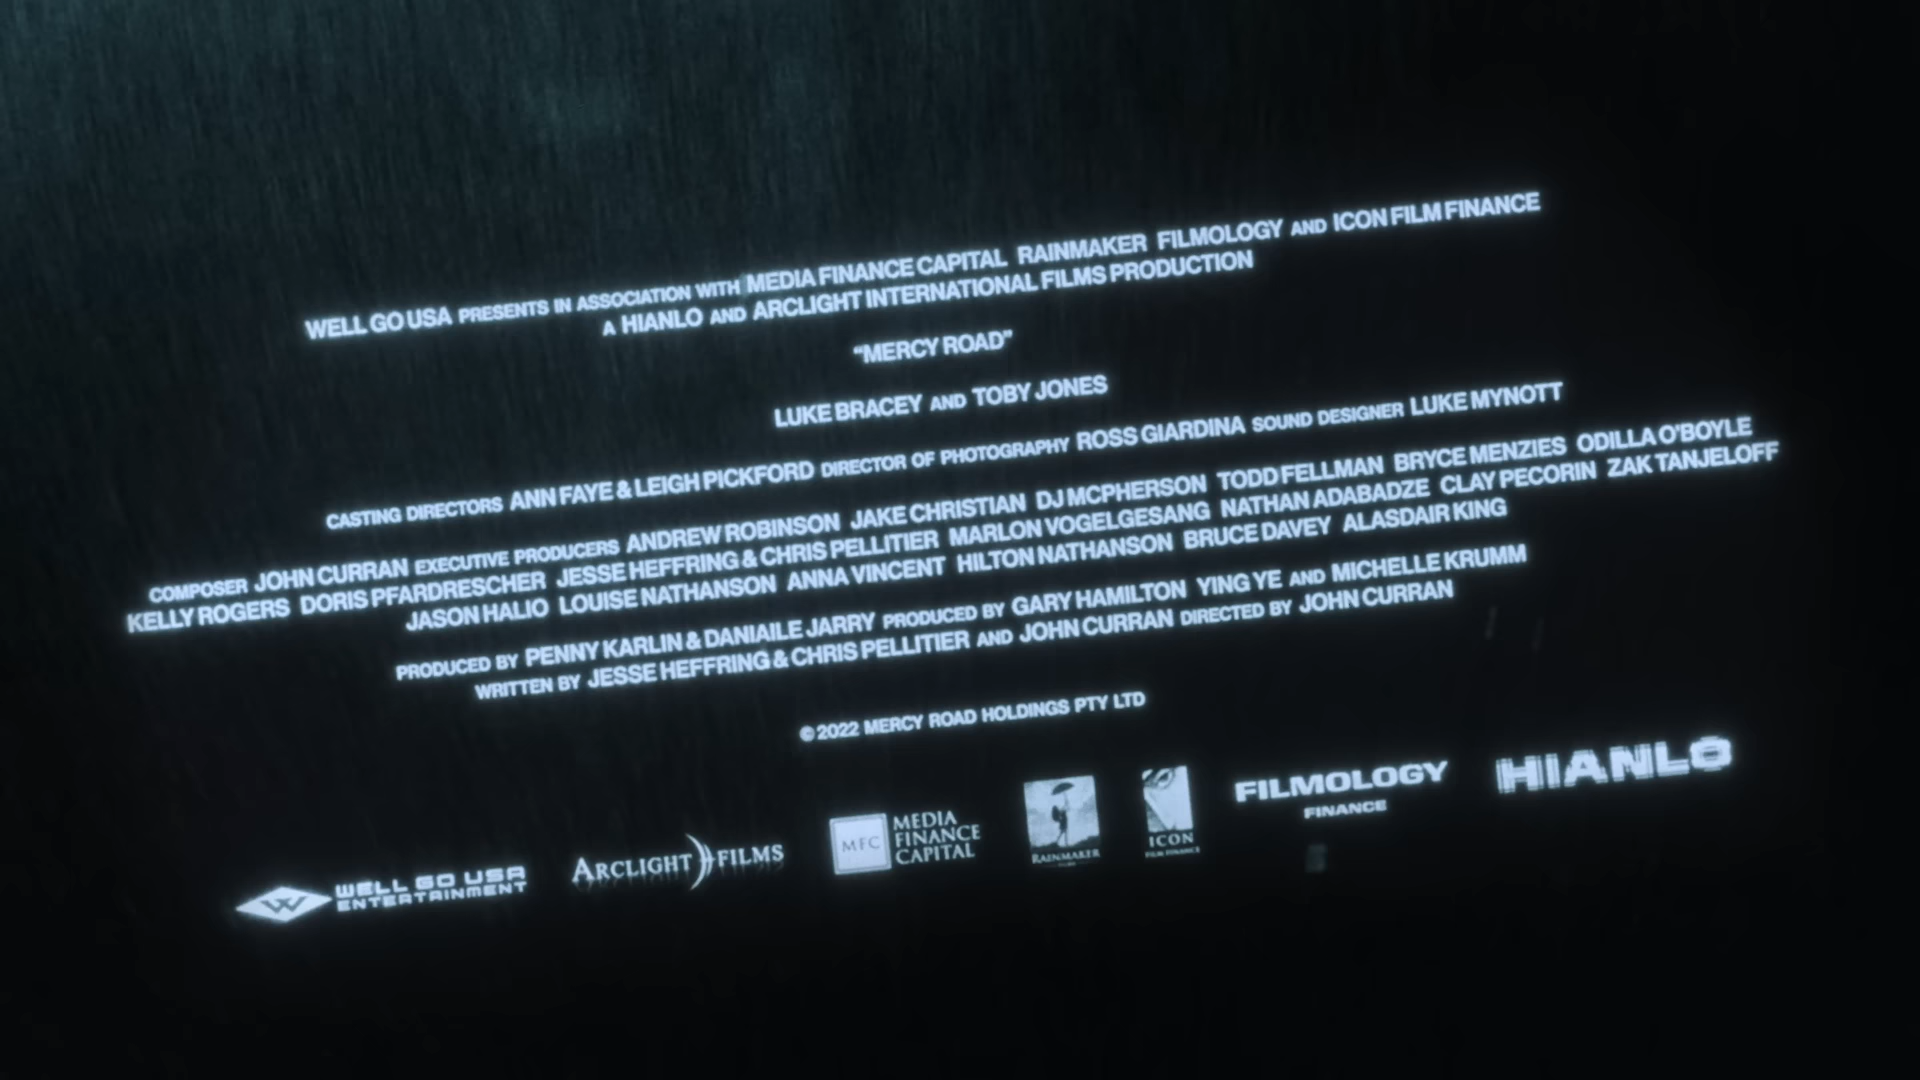 WELL GO USA PRESENTS IN ASSOCIATION WITH MEDIA FINANCE CAPITAL RAINMAKER FILMOLOGY AND ICON FILM FINANCE
A HIANLO AND ARCLIGHT INTERNATIONAL FILMS PRODUCTION
“MERCY ROAD”
LUKE BRACEY AND TOBY JONES
CASTING DIRECTORS ANN FAYE & LEIGH PICKFORD DIRECTOR OF PHOTOGRAPHY ROSS GIARDINA SOUND DESIGNER LUKE MYNOTT
COMPOSER JOHN CURRAN EXECUTIVE PRODUCERS ANDREW ROBINSON JAKE CHRISTIAN DJ MCPHERSON TODD FELLMAN BRYCE MENZIES ODILLA O'BOYLE
KELLY ROGERS DORIS PFARDRESCHER JESSE HEFFRING & CHRIS PELLITIER MARLON VOGELGESANG NATHAN ADABADZE CLAY PECORIN ZAK TANJELOFF
JASON HALIO LOUISE NATHANSON ANNA VINCENT HILTON NATHANSON BRUCE DAVEY ALASDAIR KING
PRODUCED BY PENNY KARLIN & DANIAILE JARRY PRODUCED BY GARY HAMILTON YING YE AND MICHELLE KRUMM
WRITTEN BY JESSE HEFFRING & CHRIS PELLITIER AND JOHN CURRAN DIRECTED BY JOHN CURRAN
© 2022 MERCY ROAD HOLDINGS PTY LTD
WELL GO USA
ENTERTAINMENT
ARCLIGHT FILMS
MFC
MEDIA
FINANCE
CAPITAL
RAINMAKER
ICON
FILM FINANCE
FILMOLOGY
FINANCE
HIANLO